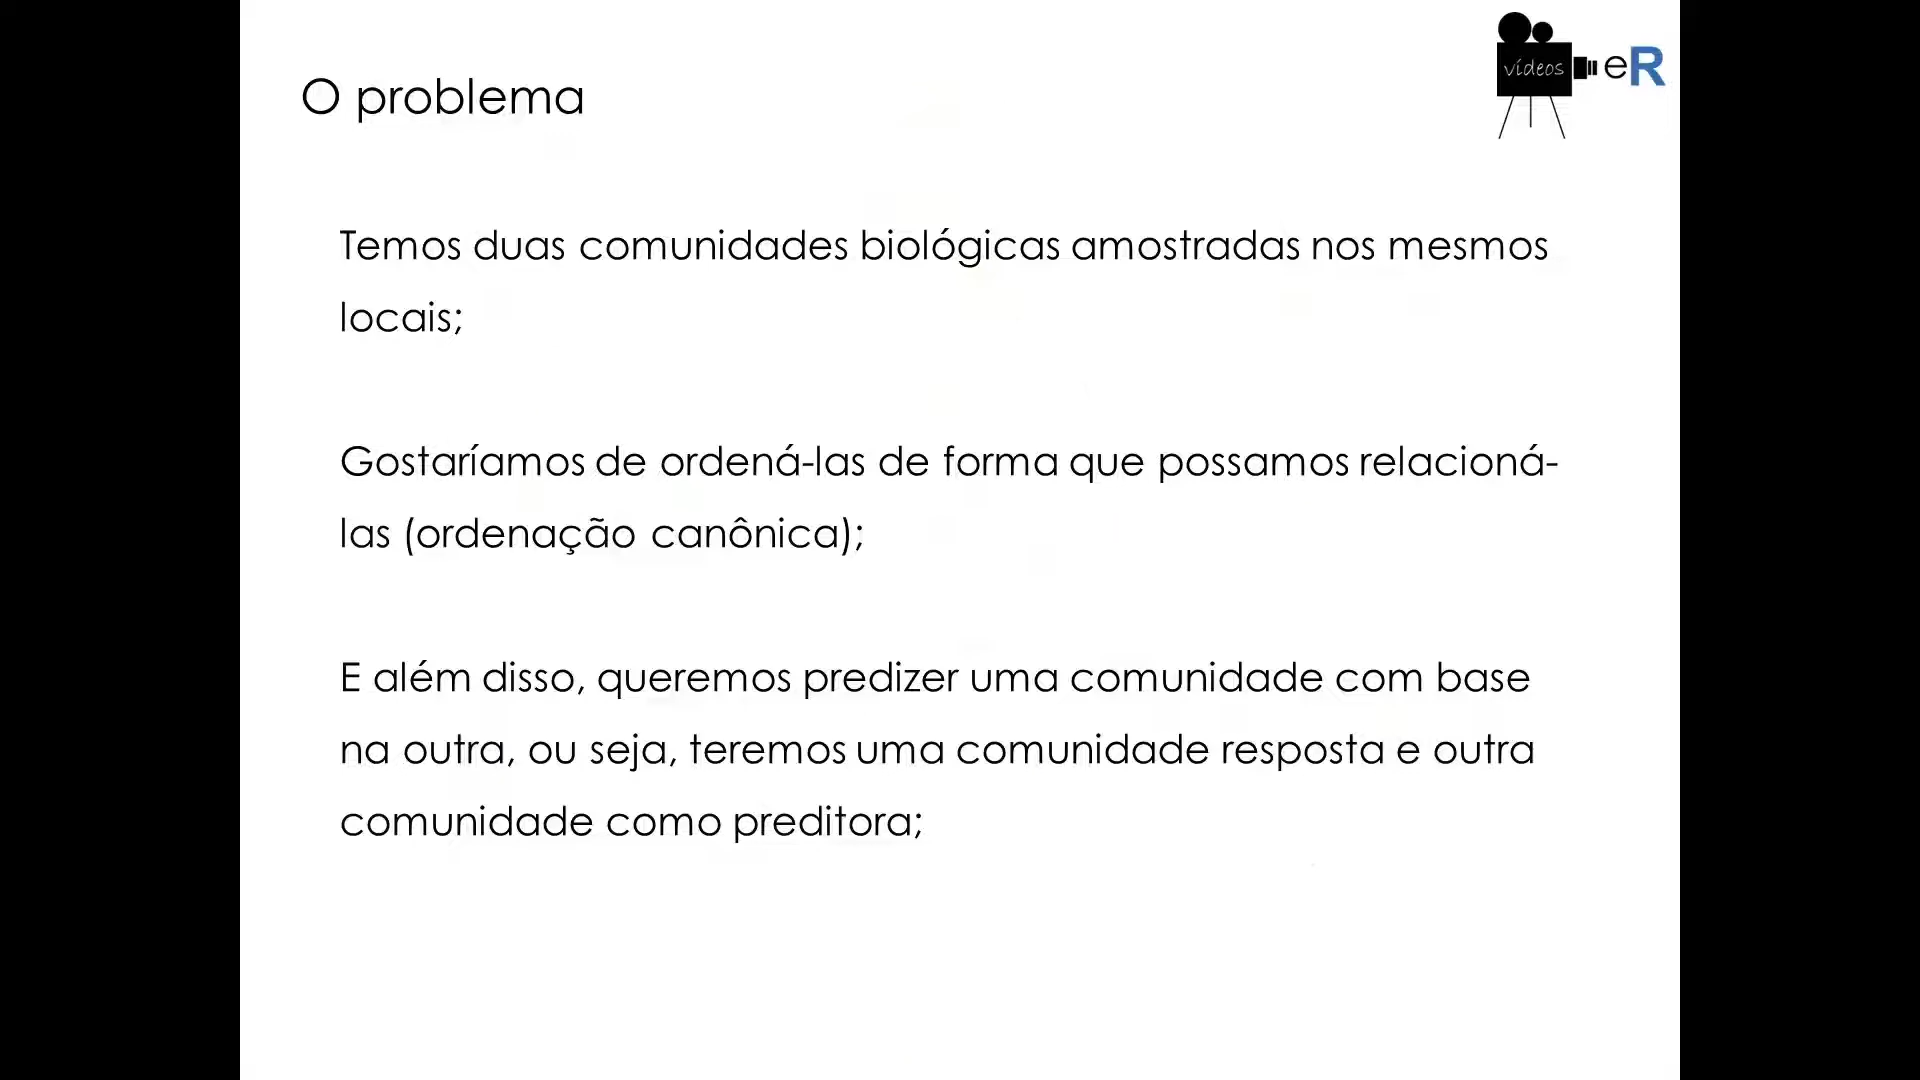 vídeos eR
O problema
Temos duas comunidades biológicas amostradas nos mesmos
locais;
Gostaríamos de ordená-las de forma que possamos relacioná-
las (ordenação canônica);
E além disso, queremos predizer uma comunidade com base
na outra, ou seja, teremos uma comunidade resposta e outra
comunidade como preditora;